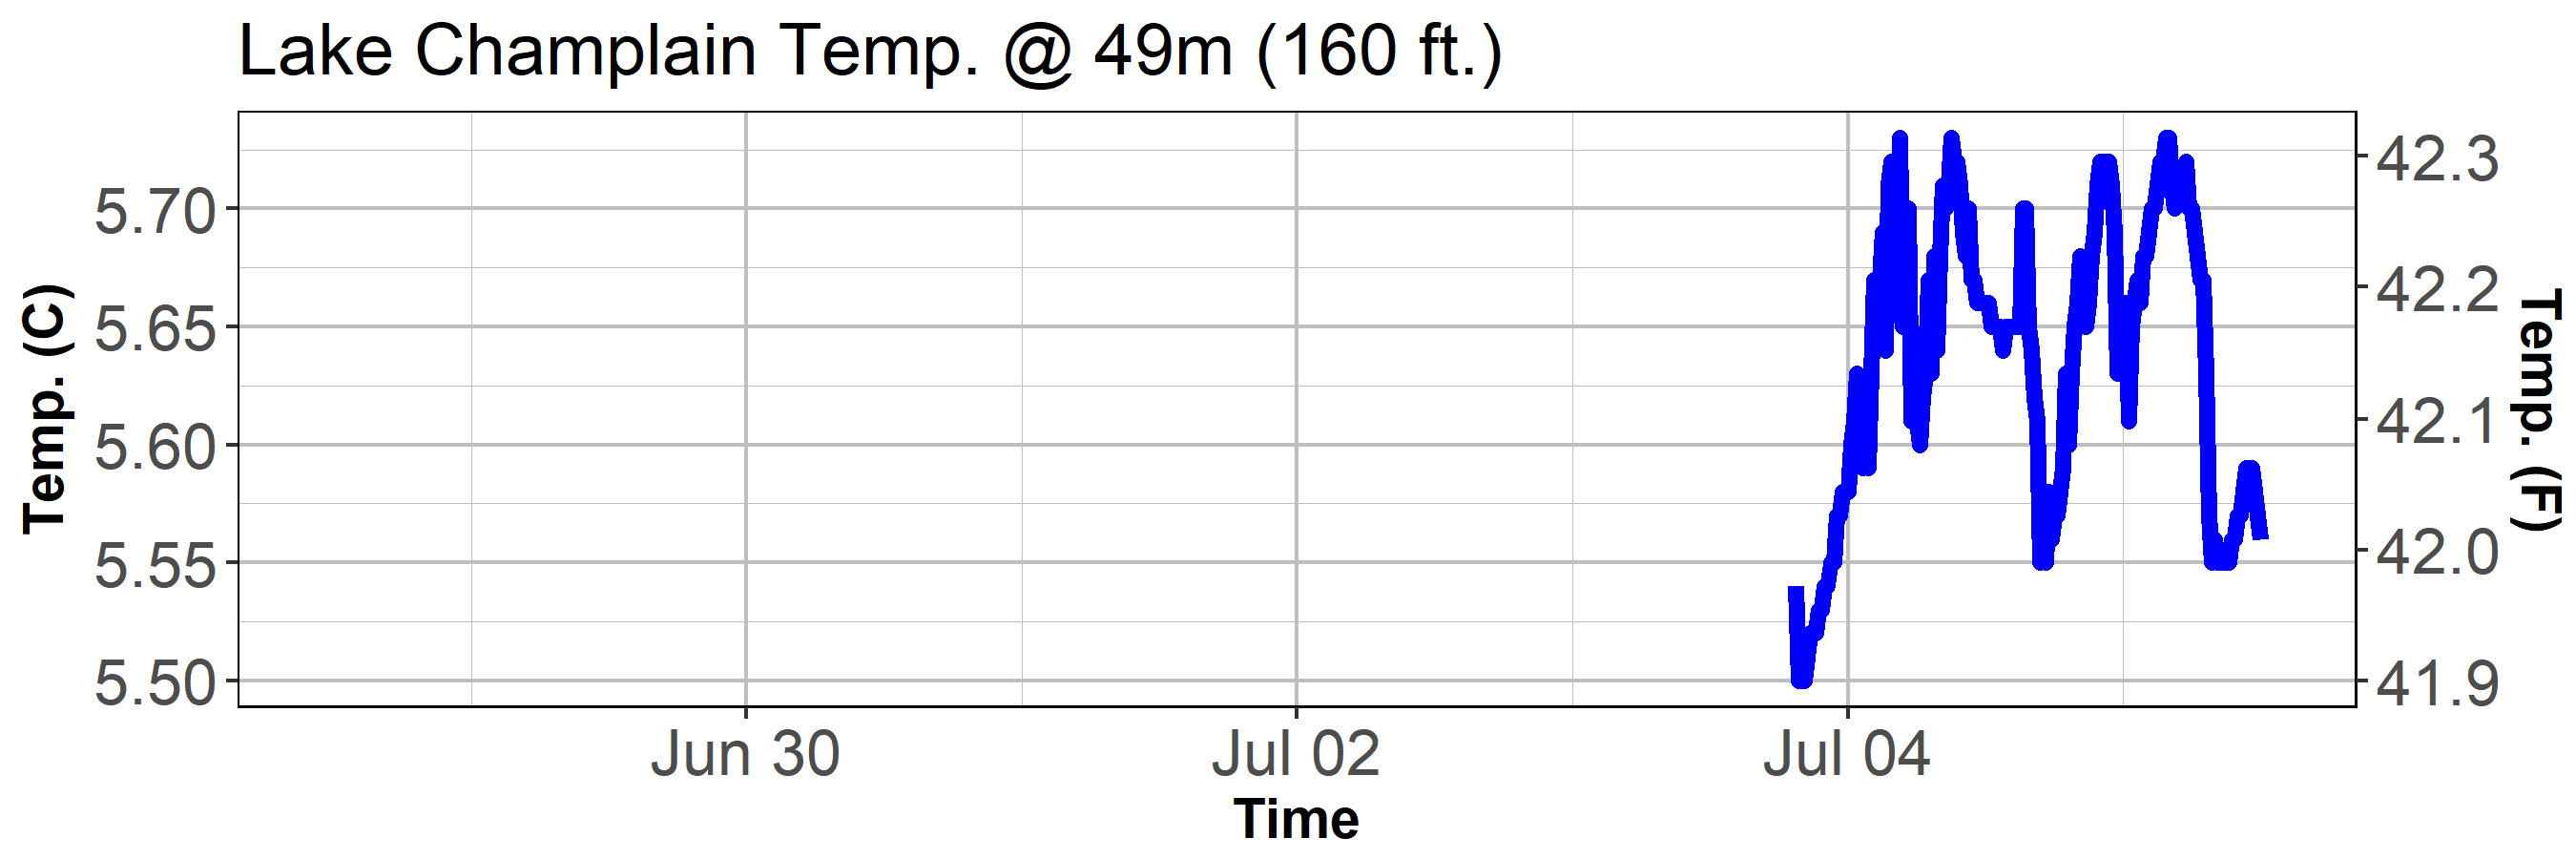 Lake Champlain Temp. @ 49m (160 ft.)
Temp. (C)
5.70
5.65
5.60
5.55
5.50
42.3
42.2
42.1
42.0
41.9
Temp. (F)
Jun 30
Jul 02
Jul 04
Time